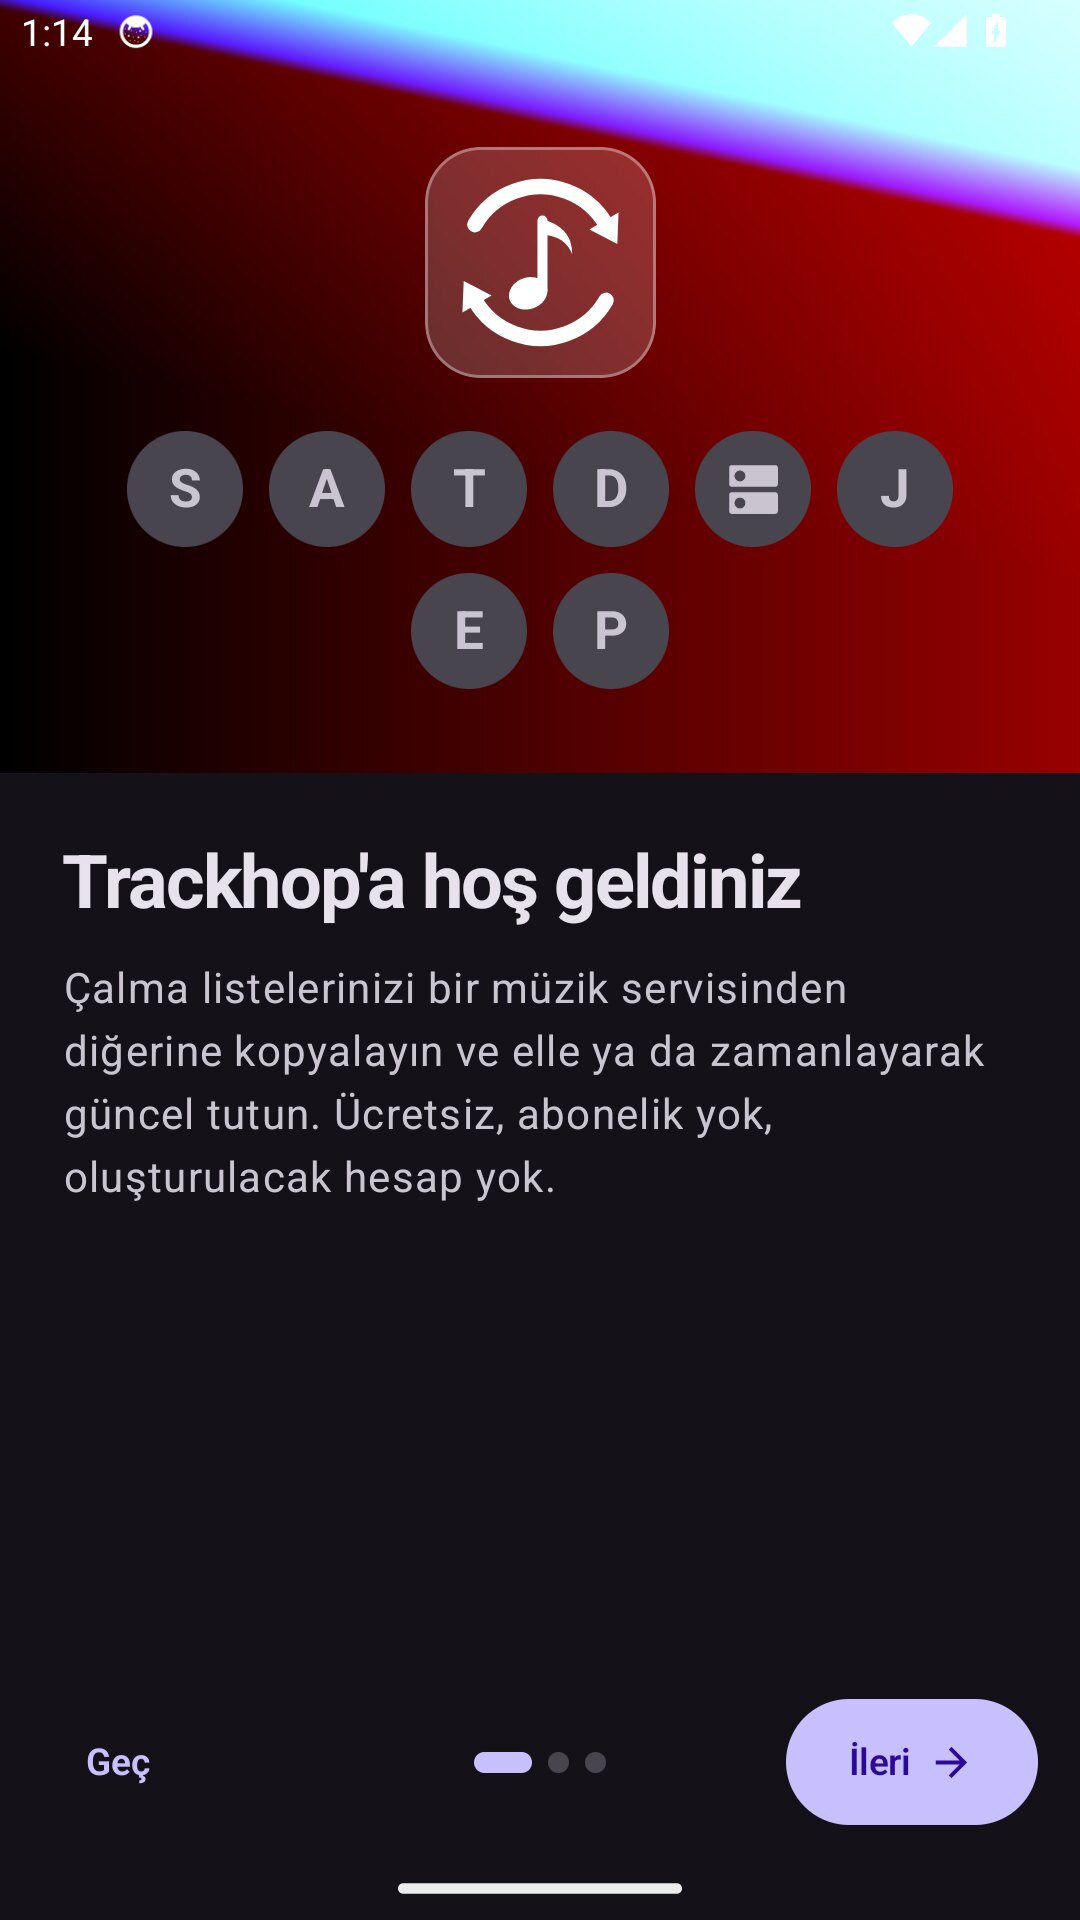 1:14
S A T D J
E P
Trackhop'a hoş geldiniz
Çalma listelerinizi bir müzik servisinden
diğerine kopyalayın ve elle ya da zamanlayarak
güncel tutun. Ücretsiz, abonelik yok,
oluşturulacak hesap yok.
Geç
İleri